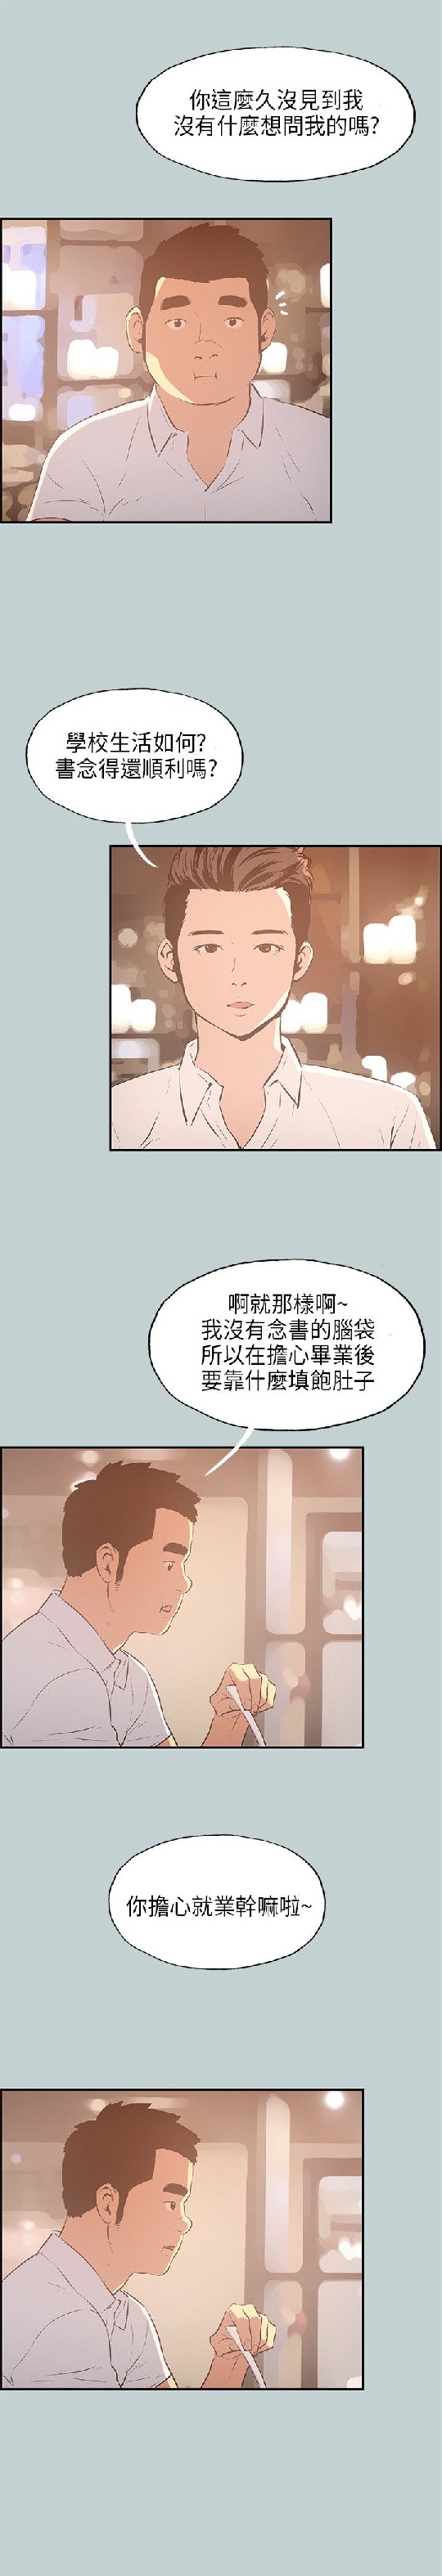 你這麼久沒見到我
沒有什麼想問我的嗎?
學校生活如何?
書念得還順利嗎?
啊就那樣啊~
我沒有念書的腦袋
所以在擔心畢業後
要靠什麼填飽肚子
你擔心就業幹嘛啦~